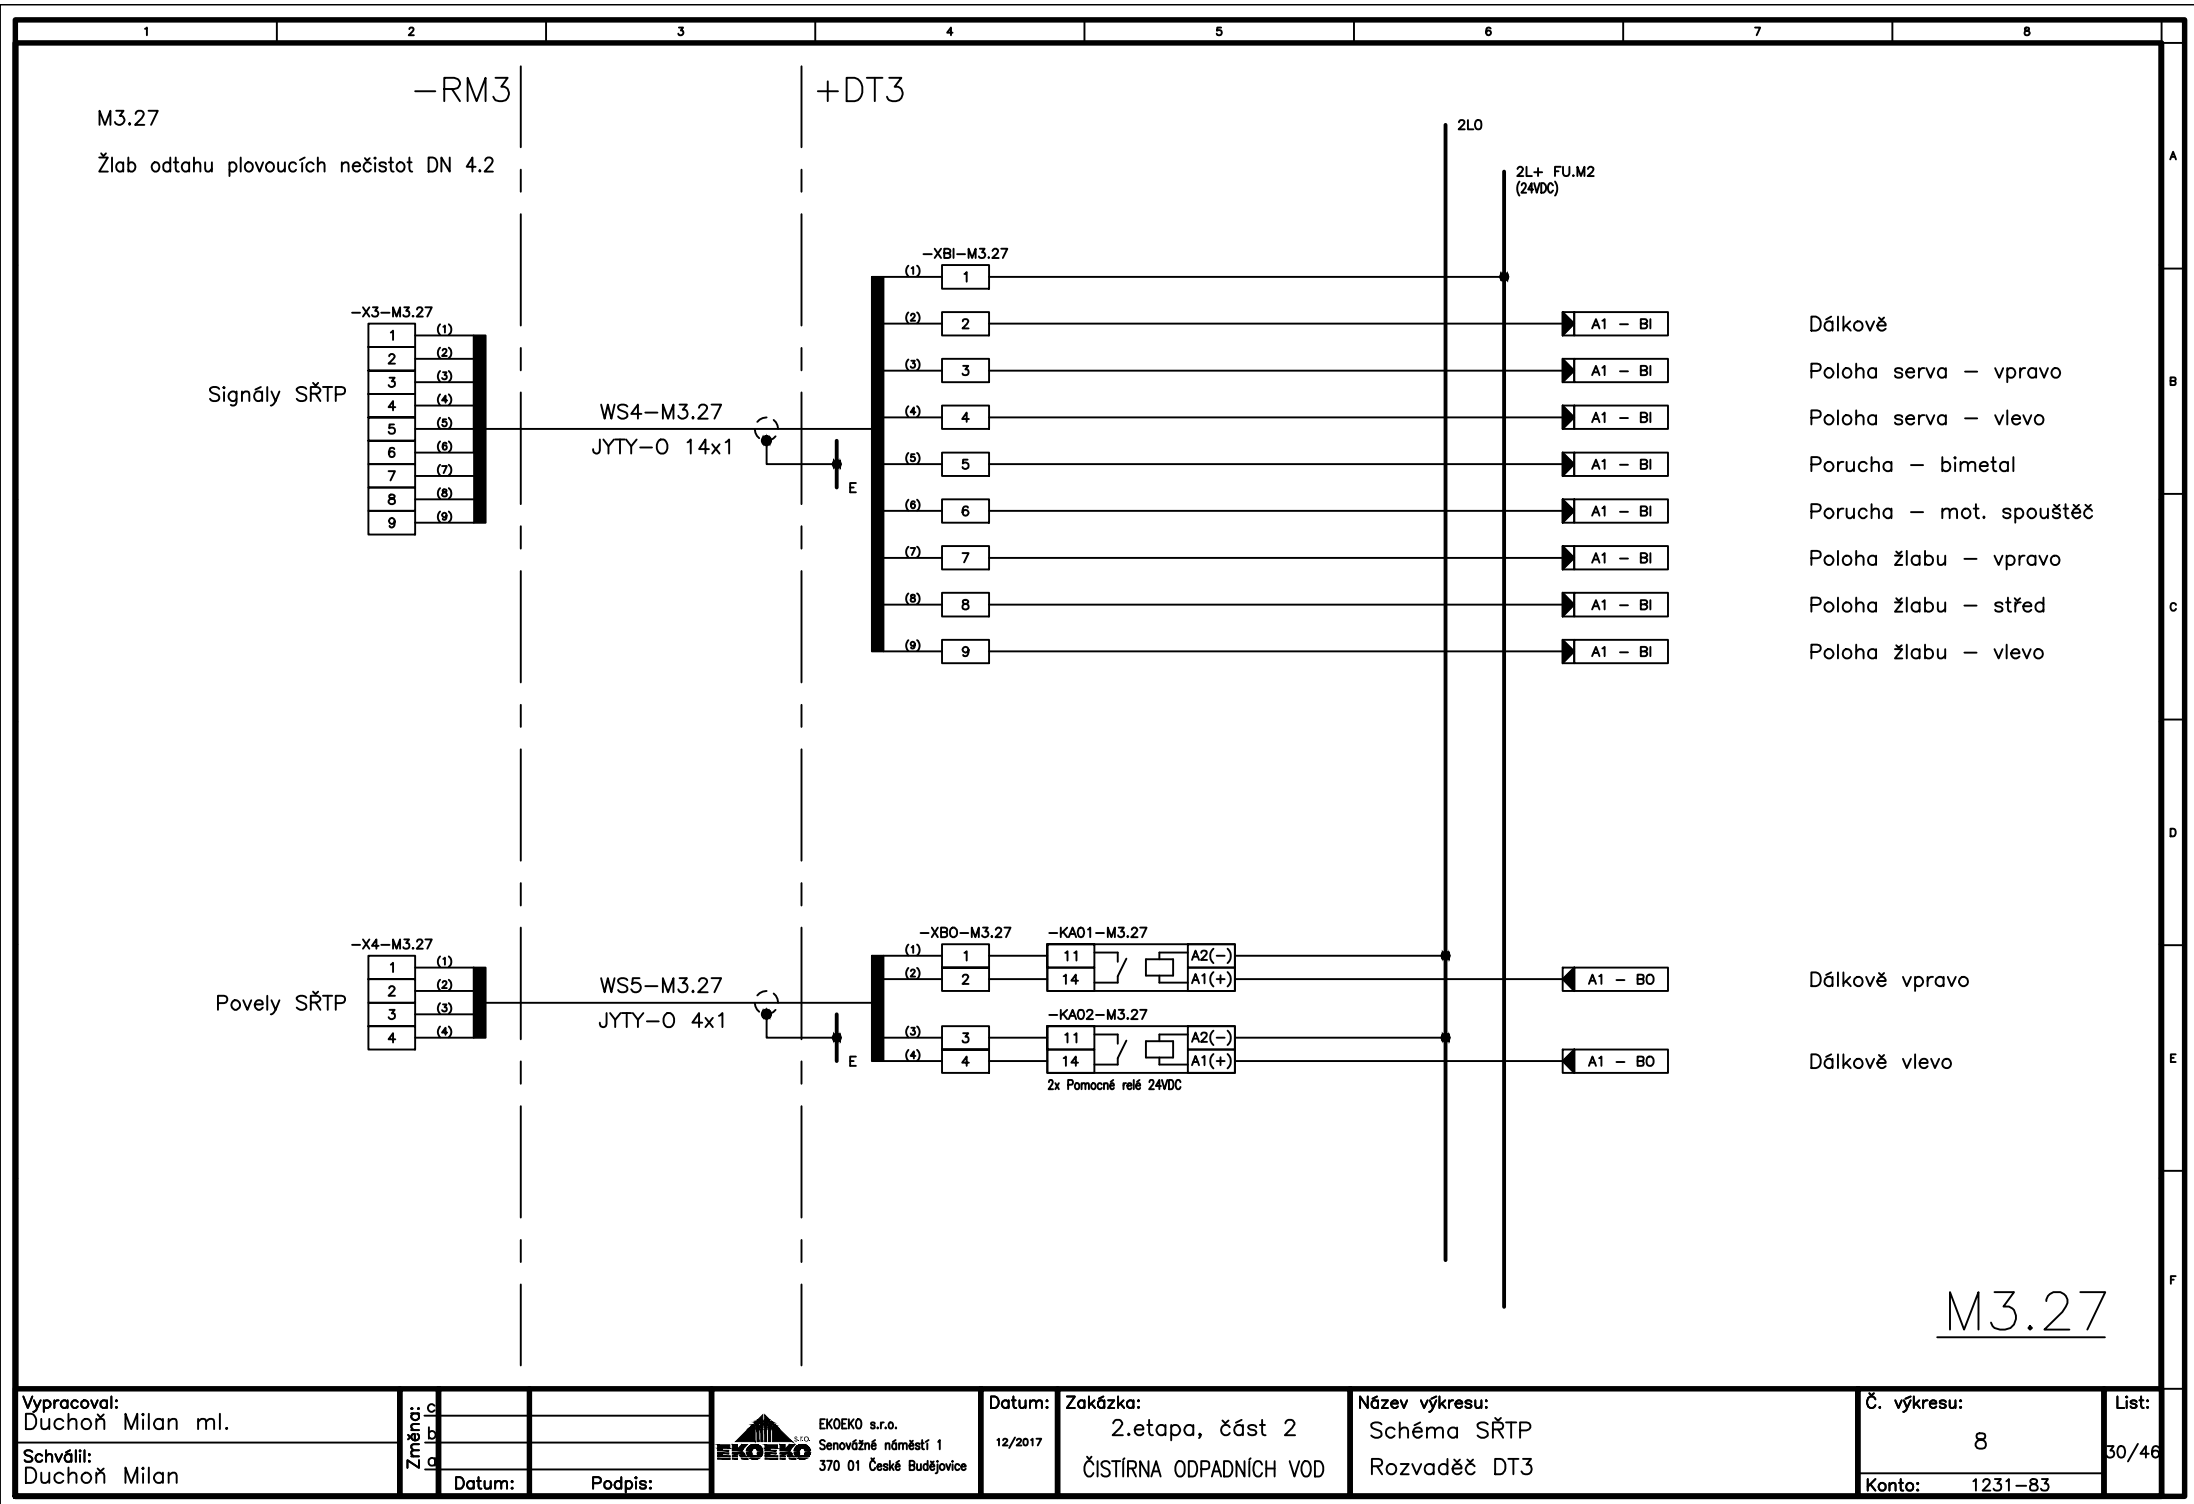 1 2 3 4 5 6 7 8
-RM3
+DT3
M3.27
Žlab odtahu plovoucích nečistot DN 4.2
2L0
2L+ FU.M2
(24VDC)
A
B
C
D
E
F
-X3-M3.27
Signály SŘTP
1 (1)
2 (2)
3 (3)
4 (4)
5 (5)
6 (6)
7 (7)
8 (8)
9 (9)
WS4-M3.27
JYTY-O 14x1
E
-XBI-M3.27
(1) 1
(2) 2 A1 - BI Dálkově
(3) 3 A1 - BI Poloha serva - vpravo
(4) 4 A1 - BI Poloha serva - vlevo
(5) 5 A1 - BI Porucha - bimetal
(6) 6 A1 - BI Porucha - mot. spouštěč
(7) 7 A1 - BI Poloha žlabu - vpravo
(8) 8 A1 - BI Poloha žlabu - střed
(9) 9 A1 - BI Poloha žlabu - vlevo
-X4-M3.27
Povely SŘTP
1 (1)
2 (2)
3 (3)
4 (4)
WS5-M3.27
JYTY-O 4x1
E
-XBO-M3.27 -KA01-M3.27
(1) 1 11 A2(-)
(2) 2 14 A1(+) A1 - BO Dálkově vpravo
-KA02-M3.27
(3) 3 11 A2(-)
(4) 4 14 A1(+) A1 - BO Dálkově vlevo
2x Pomocné relé 24VDC
M3.27
Vypracoval:
Duchoň Milan ml.
Schválil:
Duchoň Milan
Změna:
c
b
a
Datum: Podpis:
EKOEKO s.r.o.
EKOEKO s.r.o.
Senovážné náměstí 1
370 01 České Budějovice
Datum:
12/2017
Zakázka:
2.etapa, část 2
ČISTÍRNA ODPADNÍCH VOD
Název výkresu:
Schéma SŘTP
Rozvaděč DT3
Č. výkresu:
8
Konto: 1231-83
List:
30/46